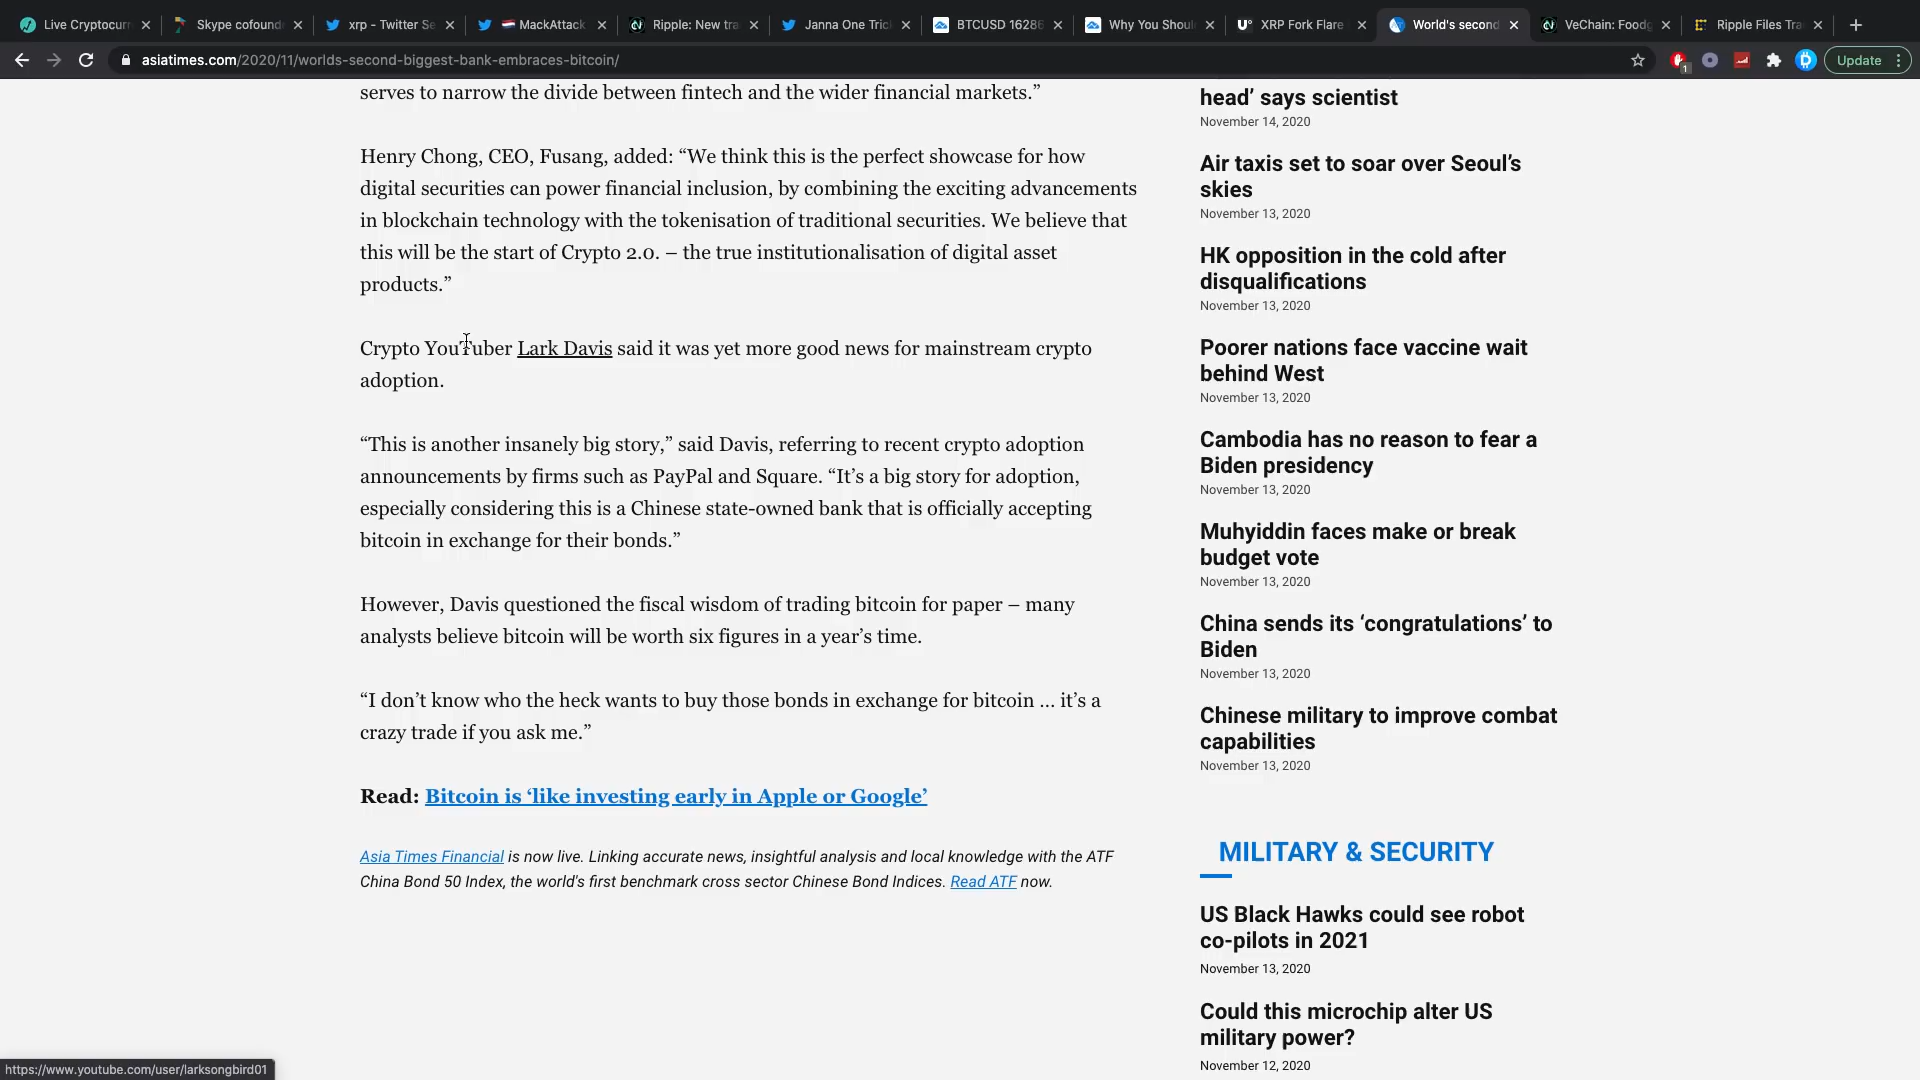 Live Cryptocurr
Skype cofound
xrp - Twitter Se
MackAttack
Ripple: New tra
Janna One Tric
BTCUSD 16286
Why You Shoul
XRP Fork Flare
World's second
VeChain: Foodg
Ripple Files Tra
asiatimes.com/2020/11/worlds-second-biggest-bank-embraces-bitcoin/
1
Update
serves to narrow the divide between fintech and the wider financial markets.”
Henry Chong, CEO, Fusang, added: “We think this is the perfect showcase for how
digital securities can power financial inclusion, by combining the exciting advancements
in blockchain technology with the tokenisation of traditional securities. We believe that
this will be the start of Crypto 2.0. – the true institutionalisation of digital asset
products.”
Crypto YouTuber Lark Davis said it was yet more good news for mainstream crypto
adoption.
“This is another insanely big story,” said Davis, referring to recent crypto adoption
announcements by firms such as PayPal and Square. “It’s a big story for adoption,
especially considering this is a Chinese state-owned bank that is officially accepting
bitcoin in exchange for their bonds.”
However, Davis questioned the fiscal wisdom of trading bitcoin for paper – many
analysts believe bitcoin will be worth six figures in a year’s time.
“I don’t know who the heck wants to buy those bonds in exchange for bitcoin … it’s a
crazy trade if you ask me.”
Read: Bitcoin is ‘like investing early in Apple or Google’
Asia Times Financial is now live. Linking accurate news, insightful analysis and local knowledge with the ATF
China Bond 50 Index, the world's first benchmark cross sector Chinese Bond Indices. Read ATF now.
head’ says scientist
November 14, 2020
Air taxis set to soar over Seoul’s
skies
November 13, 2020
HK opposition in the cold after
disqualifications
November 13, 2020
Poorer nations face vaccine wait
behind West
November 13, 2020
Cambodia has no reason to fear a
Biden presidency
November 13, 2020
Muhyiddin faces make or break
budget vote
November 13, 2020
China sends its ‘congratulations’ to
Biden
November 13, 2020
Chinese military to improve combat
capabilities
November 13, 2020
MILITARY & SECURITY
US Black Hawks could see robot
co-pilots in 2021
November 13, 2020
Could this microchip alter US
military power?
November 12, 2020
https://www.youtube.com/user/larksongbird01